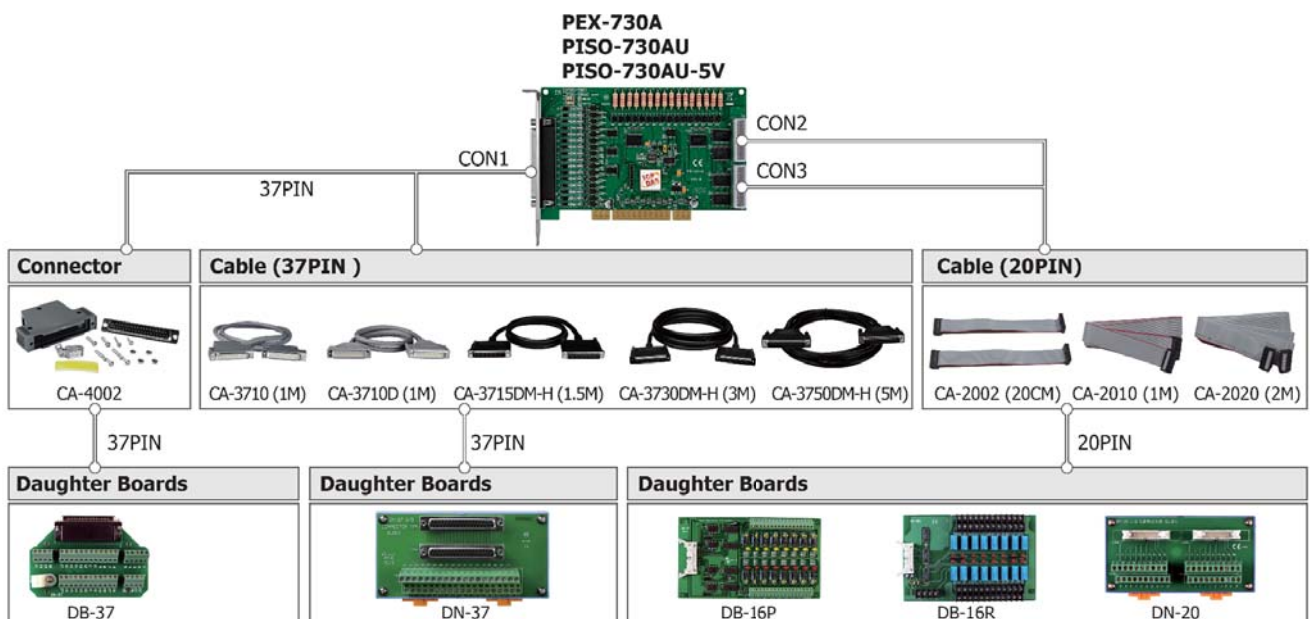 PEX-730A
PISO-730AU
PISO-730AU-5V
CON1
CON2
CON3
37PIN
Connector
Cable (37PIN )
Cable (20PIN)
CA-4002
CA-3710 (1M)
CA-3710D (1M)
CA-3715DM-H (1.5M)
CA-3730DM-H (3M)
CA-3750DM-H (5M)
CA-2002 (20CM)
CA-2010 (1M)
CA-2020 (2M)
37PIN
37PIN
20PIN
Daughter Boards
Daughter Boards
Daughter Boards
DB-37
DN-37
DB-16P
DB-16R
DN-20